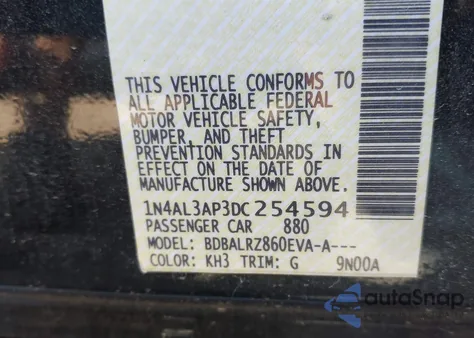 THIS VEHICLE CONFORMS TO
ALL APPLICABLE FEDERAL
MOTOR VEHICLE SAFETY,
BUMPER, AND THEFT
PREVENTION STANDARDS IN
EFFECT ON THE DATE OF
MANUFACTURE SHOWN ABOVE.
1N4AL3AP3DC254594
PASSENGER CAR 880
MODEL: BDBALRZ860EVA-A---
COLOR: KH3 TRIM: G 9N00A
autoSnap